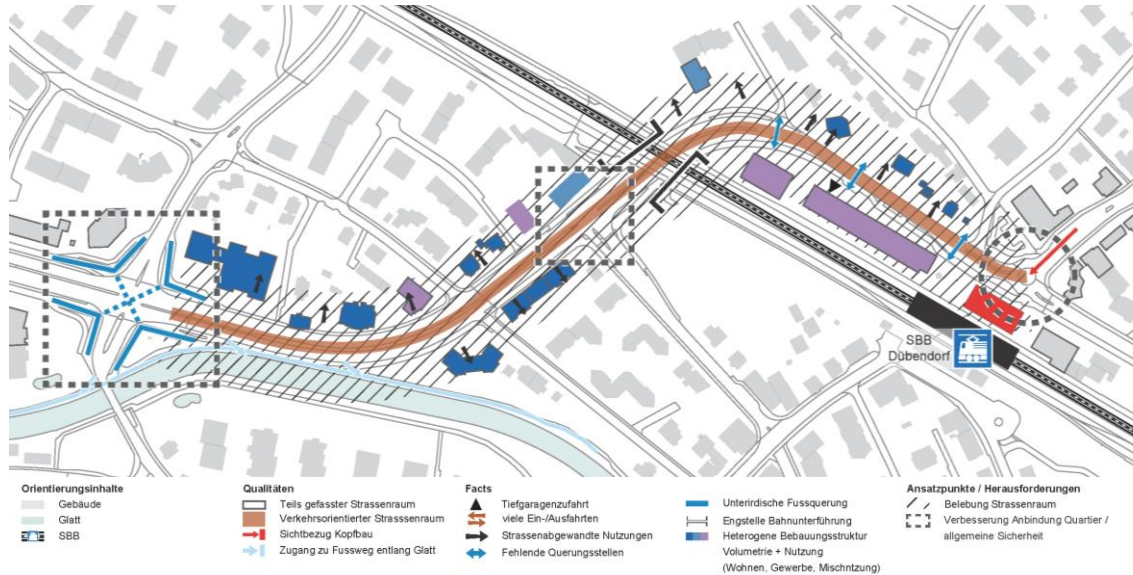 SBB
Dübendorf
Orientierungsinhalte
Gebäude
Glatt
SBB
Qualitäten
Teils gefasster Strassenraum
Verkehrsorientierter Strasssenraum
Sichtbezug Kopfbau
Zugang zu Fussweg entlang Glatt
Facts
Tiefgaragenzufahrt
viele Ein-/Ausfahrten
Strassenabgewandte Nutzungen
Fehlende Querungsstellen
Unterirdische Fussquerung
Engstelle Bahnunterführung
Heterogene Bebauungsstruktur
Volumetrie + Nutzung
(Wohnen, Gewerbe, Mischntzung)
Ansatzpunkte / Herausforderungen
Belebung Strassenraum
Verbesserung Anbindung Quartier /
allgemeine Sicherheit